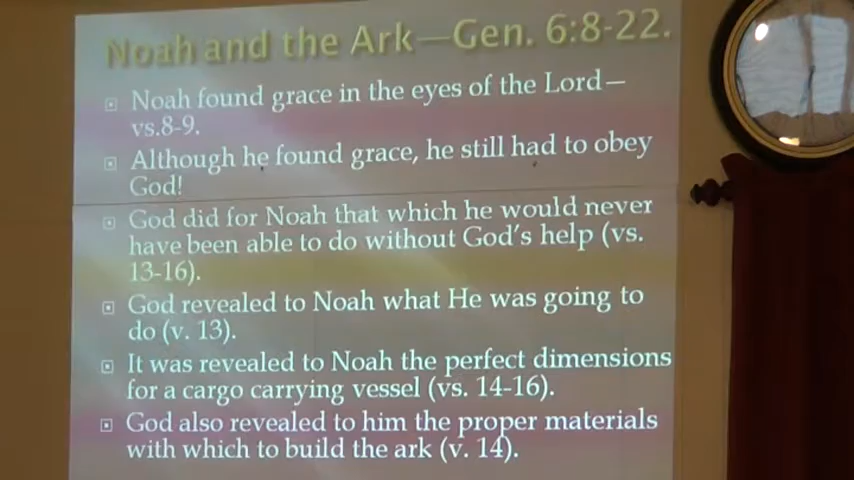 Noah and the Ark—Gen. 6:8-22.
Noah found grace in the eyes of the Lord—
vs.8-9.
Although he found grace, he still had to obey
God!
God did for Noah that which he would never
have been able to do without God's help (vs.
13-16).
God revealed to Noah what He was going to
do (v. 13).
It was revealed to Noah the perfect dimensions
for a cargo carrying vessel (vs. 14-16).
God also revealed to him the proper materials
with which to build the ark (v. 14).